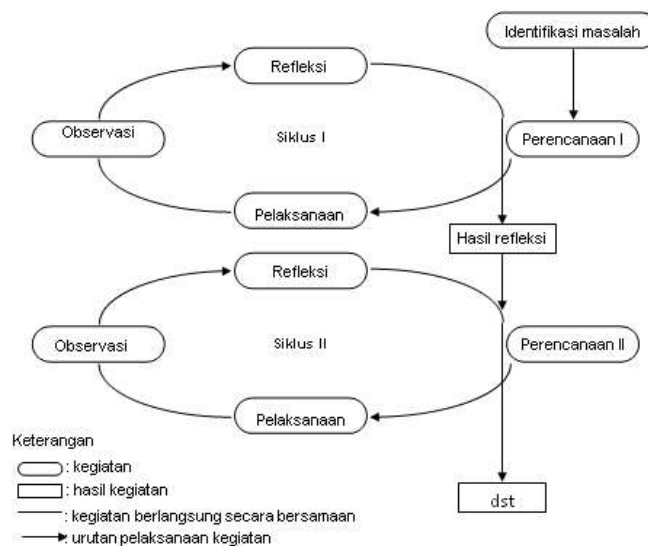 Identifikasi masalah
Refleksi
Observasi
Siklus I
Perencanaan I
Pelaksanaan
Hasil refleksi
Refleksi
Observasi
Siklus II
Perencanaan II
Pelaksanaan
Keterangan
: kegiatan
: hasil kegiatan
: kegiatan berlangsung secara bersamaan
: urutan pelaksanaan kegiatan
dst